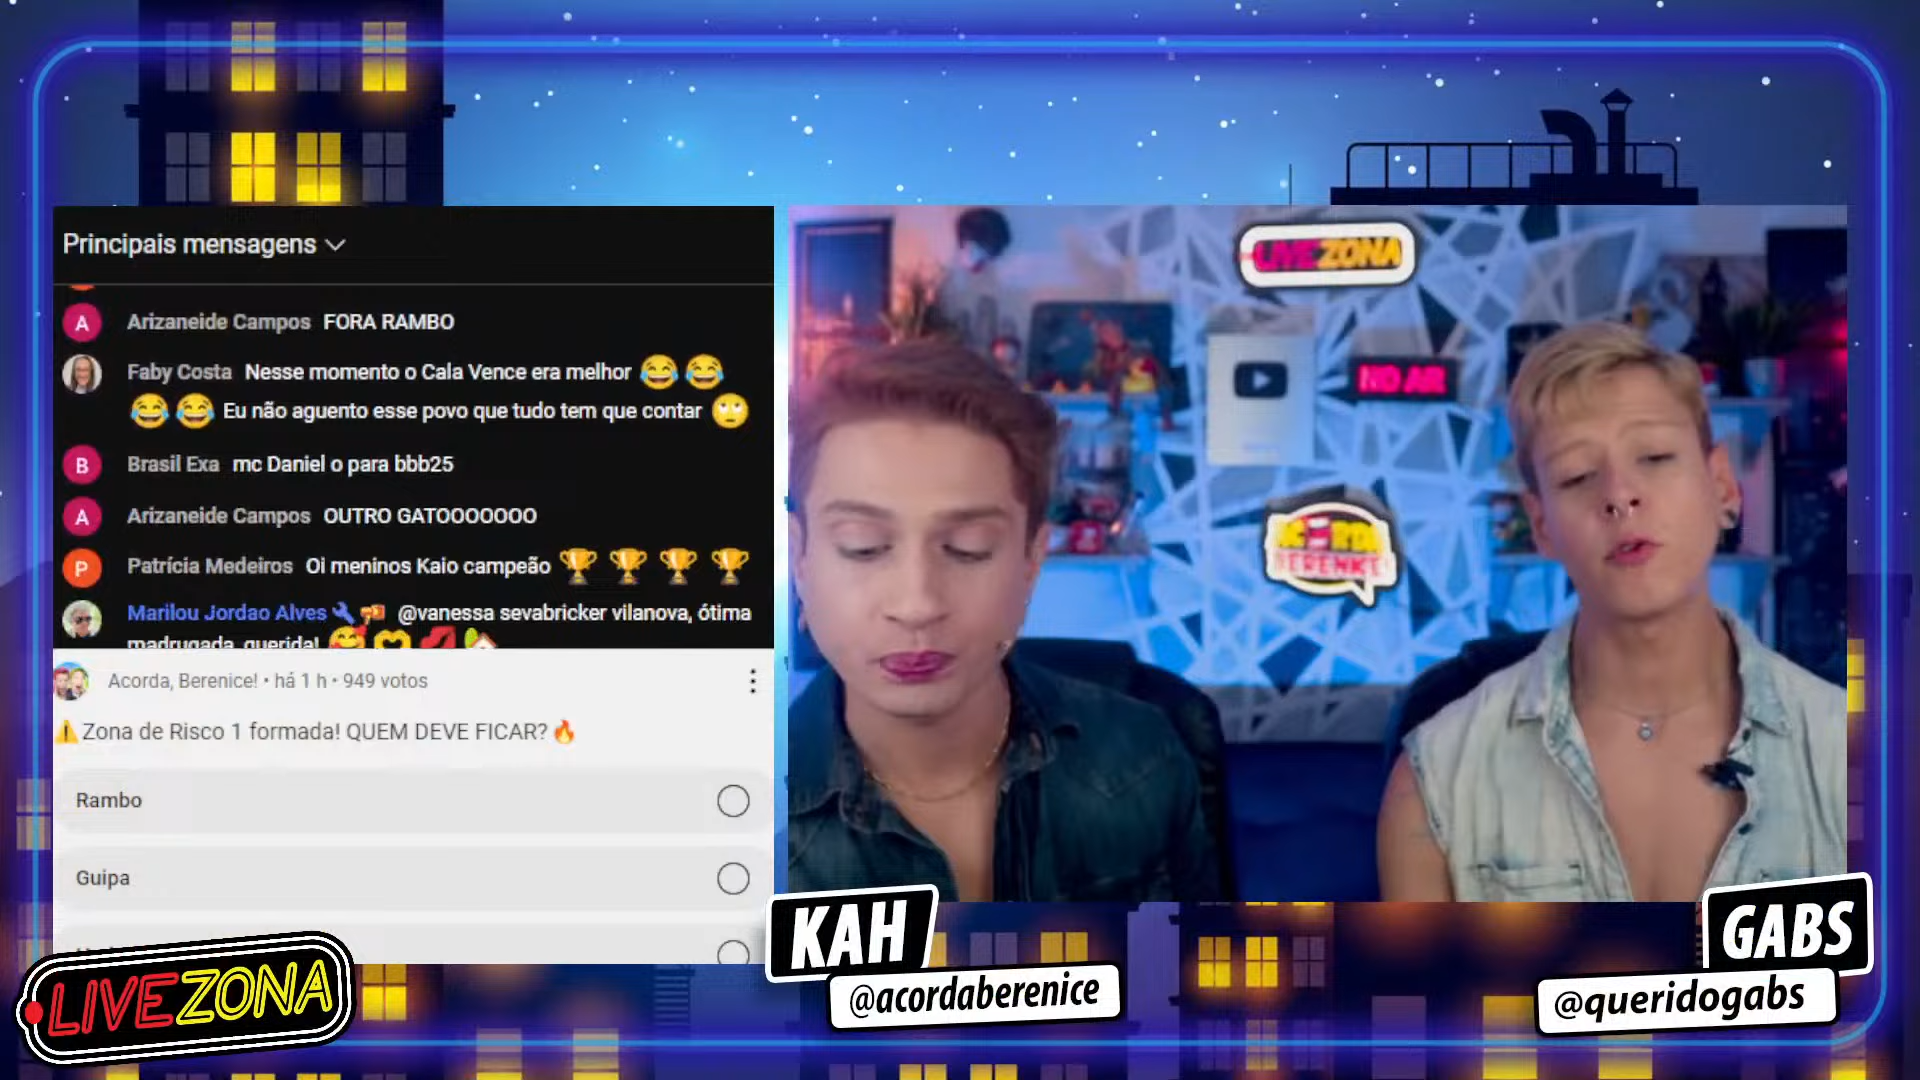 Principais mensagens
Arizaneide Campos FORA RAMBO
Faby Costa Nesse momento o Cala Vence era melhor 😂😂
😂😂 Eu não aguento esse povo que tudo tem que contar 🙄
Brasil Exa mc Daniel o para bbb25
Arizaneide Campos OUTRO GATOOOOOOO
Patrícia Medeiros Oi meninos Kaio campeão 🏆🏆🏆🏆
Marilou Jordao Alves @vanessa sevabricker vilanova, ótima
madrugada, querida!
Acorda, Berenice! • há 1 h • 949 votos
⚠️Zona de Risco 1 formada! QUEM DEVE FICAR?🔥
Rambo
Guipa
LIVEZONA
LIVEZONA
NO AR
ACORDA
BERENICE
KAH
@acordaberenice
GABS
@queridogabs
A
B
A
P